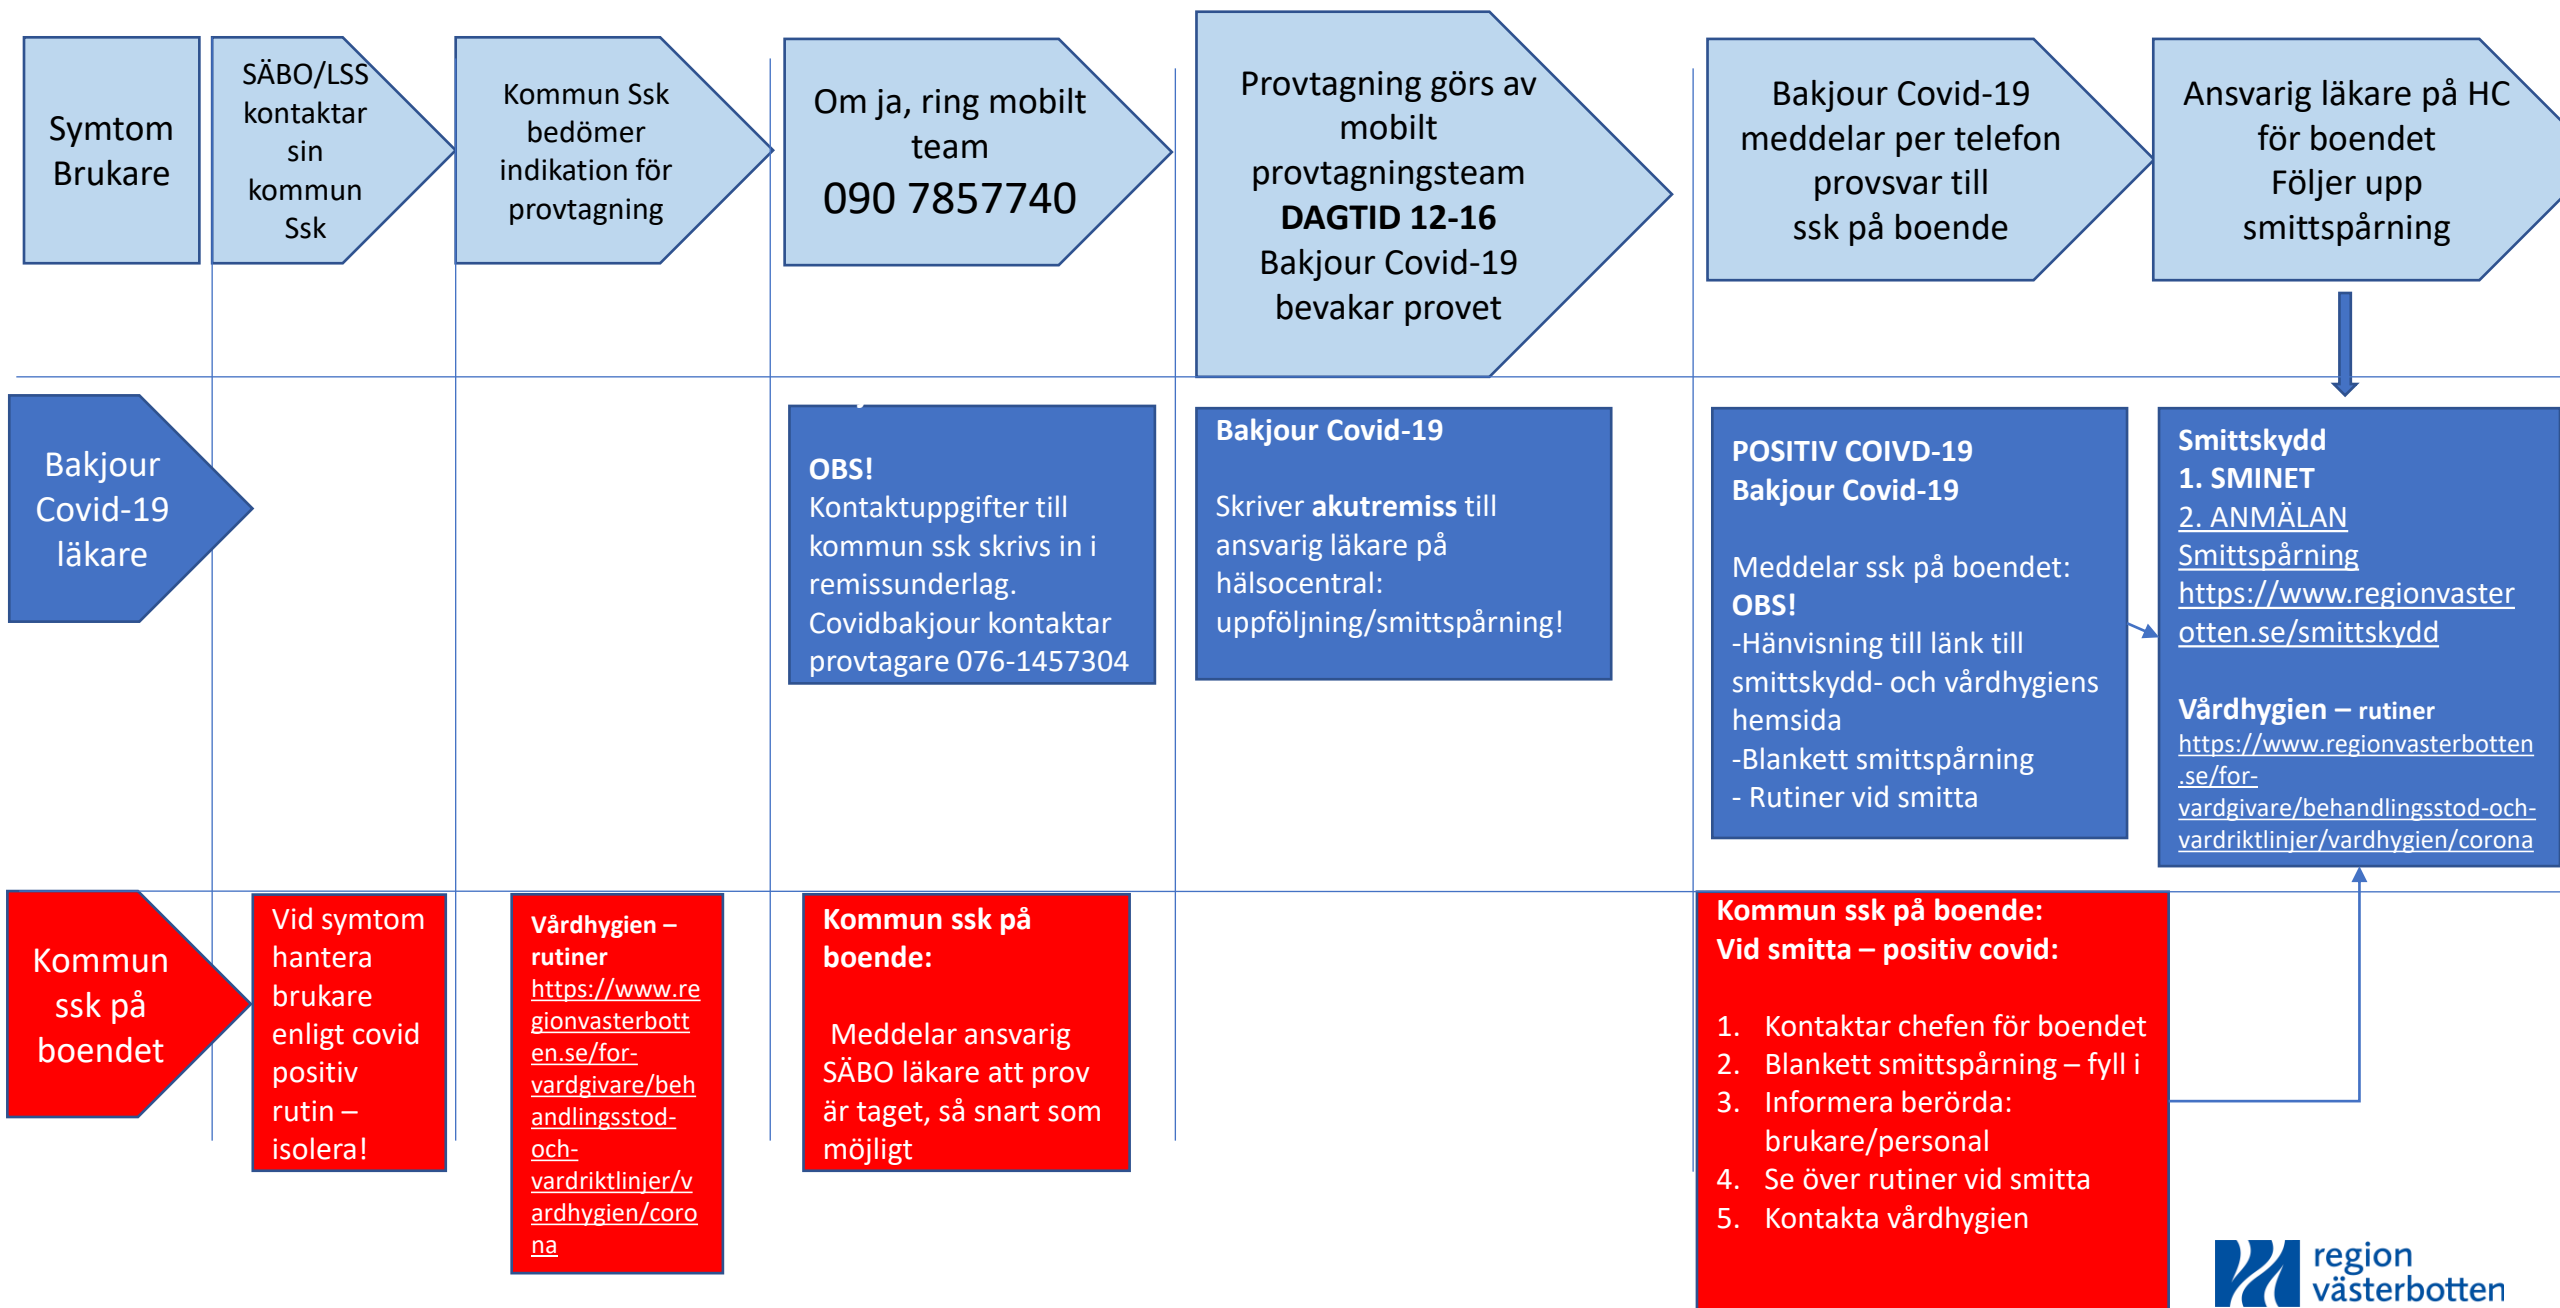 Symtom
Brukare
SÄBO/LSS
kontaktar
sin
kommun
Ssk
Kommun Ssk
bedömer
indikation för
provtagning
Om ja, ring mobilt
team
090 7857740
Provtagning görs av
mobilt
provtagningsteam
DAGTID 12-16
Bakjour Covid-19
bevakar provet
Bakjour Covid-19
meddelar per telefon
provsvar till
ssk på boende
Ansvarig läkare på HC
för boendet
Följer upp
smittspårning
Bakjour
Covid-19
läkare
OBS!
Kontaktuppgifter till
kommun ssk skrivs in i
remissunderlag.
Covidbakjour kontaktar
provtagare 076-1457304
Bakjour Covid-19
Skriver akutremiss till
ansvarig läkare på
hälsocentral:
uppföljning/smittspårning!
POSITIV COIVD-19
Bakjour Covid-19
Meddelar ssk på boendet:
OBS!
-Hänvisning till länk till
smittskydd- och vårdhygiens
hemsida
-Blankett smittspårning
- Rutiner vid smitta
Smittskydd
1. SMINET
2. ANMÄLAN
Smittspårning
https://www.regionvaster
otten.se/smittskydd
Vårdhygien – rutiner
https://www.regionvasterbotten
.se/for-
vardgivare/behandlingsstod-och-
vardriktlinjer/vardhygien/corona
Kommun
ssk på
boendet
Vid symtom
hantera
brukare
enligt covid
positiv
rutin –
isolera!
Vårdhygien –
rutiner
https://www.re
gionvasterbott
en.se/for-
vardgivare/beh
andlingsstod-
och-
vardriktlinjer/v
ardhygien/coro
na
Kommun ssk på
boende:
Meddelar ansvarig
SÄBO läkare att prov
är taget, så snart som
möjligt
Kommun ssk på boende:
Vid smitta – positiv covid:
1. Kontaktar chefen för boendet
2. Blankett smittspårning – fyll i
3. Informera berörda:
brukare/personal
4. Se över rutiner vid smitta
5. Kontakta vårdhygien
region
västerbotten